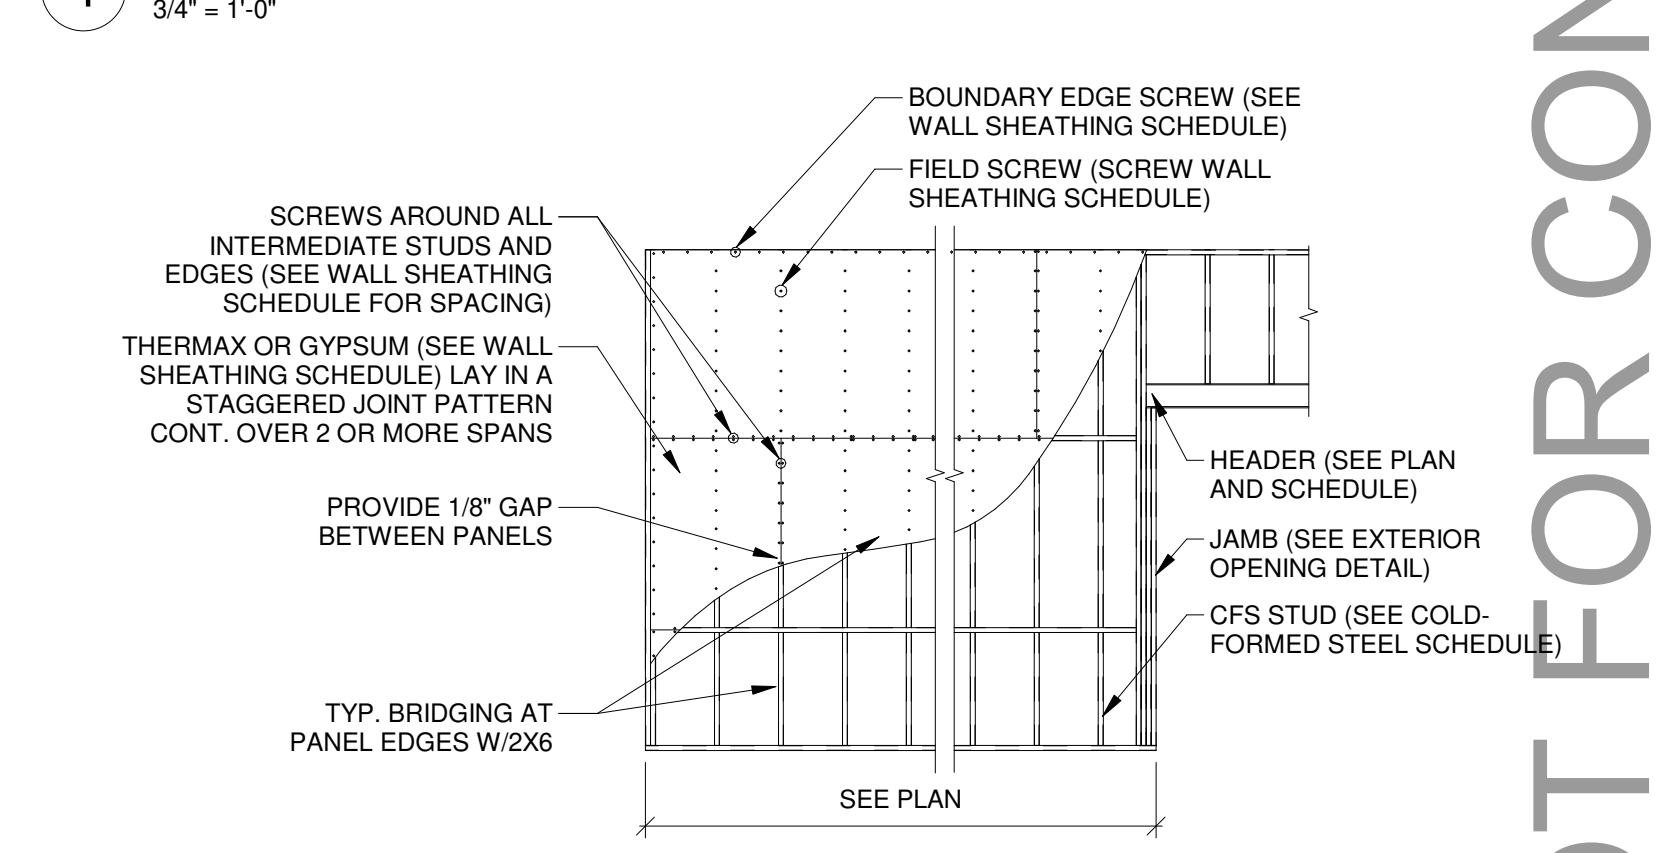 3/4" = 1'-0"
BOUNDARY EDGE SCREW (SEE
WALL SHEATHING SCHEDULE)
FIELD SCREW (SCREW WALL
SHEATHING SCHEDULE)
SCREWS AROUND ALL
INTERMEDIATE STUDS AND
EDGES (SEE WALL SHEATHING
SCHEDULE FOR SPACING)
THERMAX OR GYPSUM (SEE WALL
SHEATHING SCHEDULE) LAY IN A
STAGGERED JOINT PATTERN
CONT. OVER 2 OR MORE SPANS
PROVIDE 1/8" GAP
BETWEEN PANELS
TYP. BRIDGING AT
PANEL EDGES W/2X6
HEADER (SEE PLAN
AND SCHEDULE)
JAMB (SEE EXTERIOR
OPENING DETAIL)
CFS STUD (SEE COLD-
FORMED STEEL SCHEDULE)
SEE PLAN
OT FOR CON